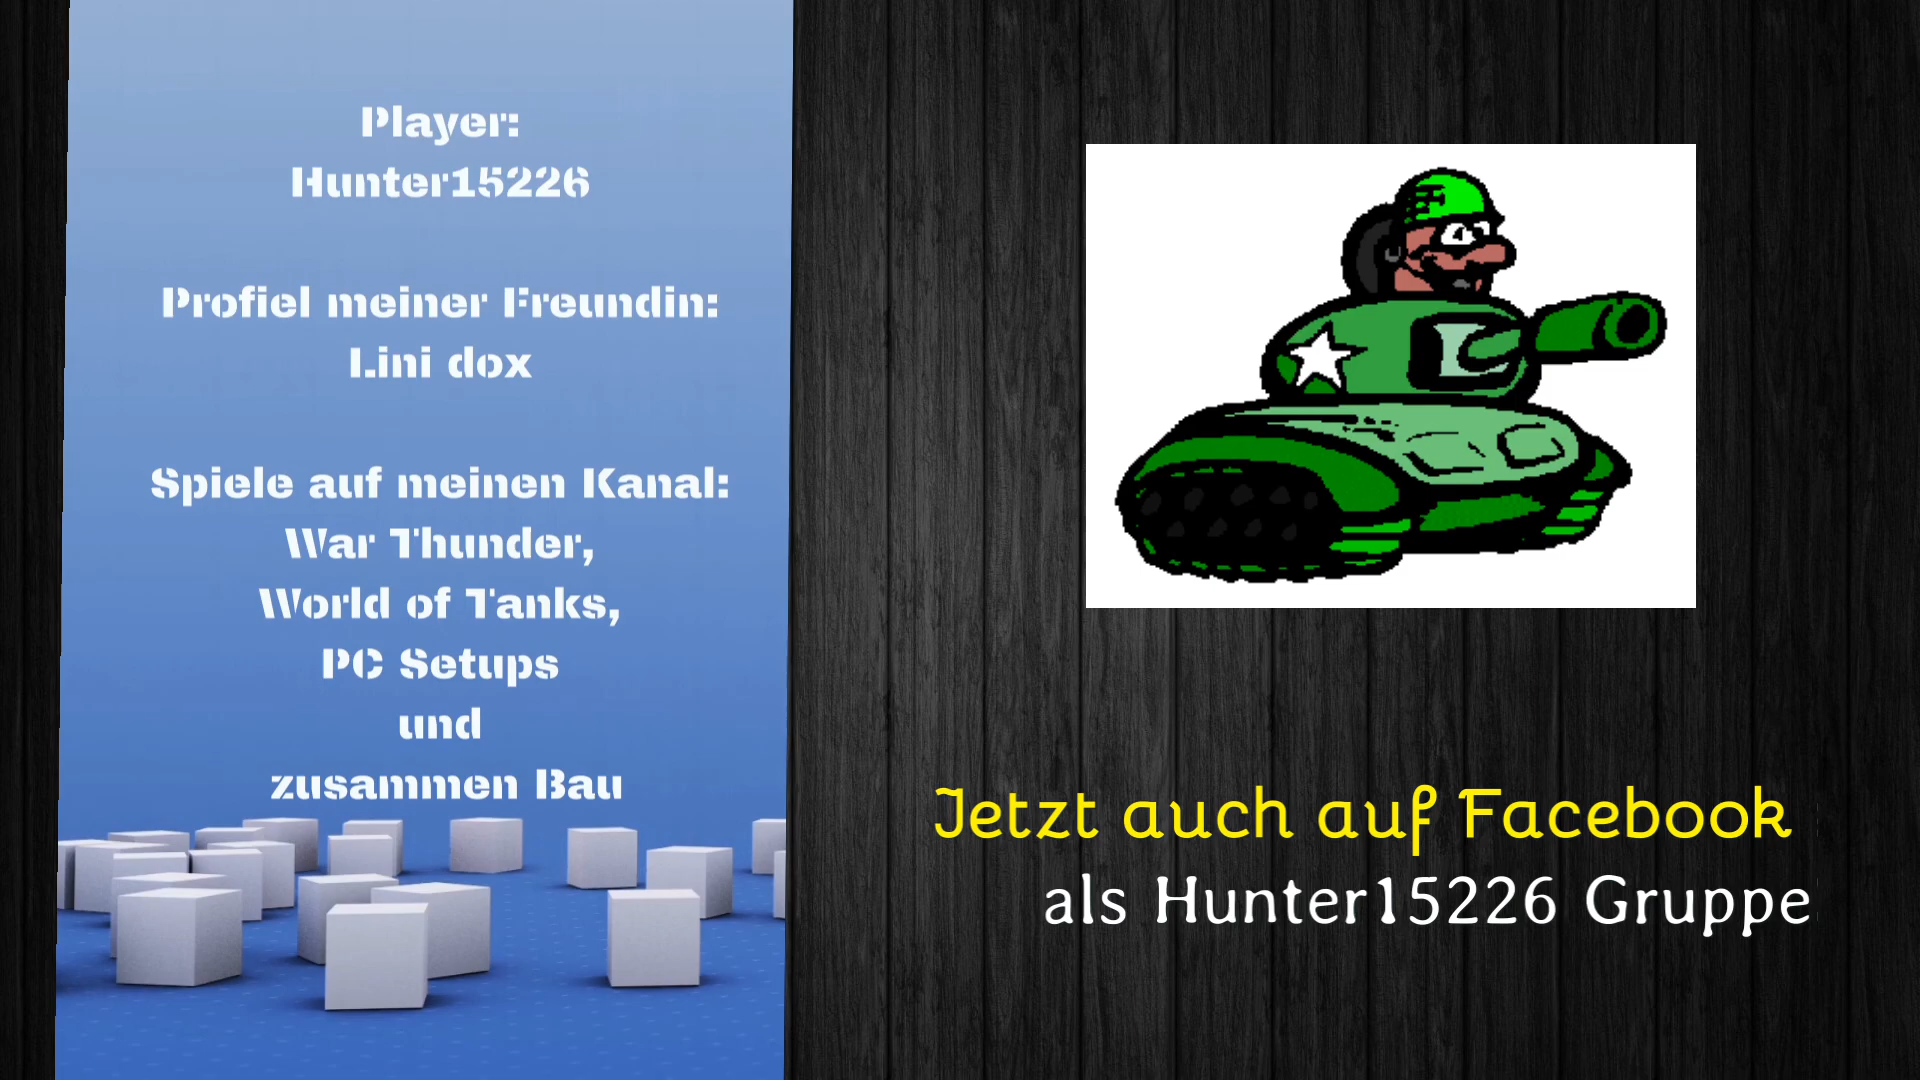 Player:
Hunter15226
Profiel meiner Freundin:
Lini dox
Spiele auf meinen Kanal:
War Thunder,
World of Tanks,
PC Setups
und
zusammen Bau
Jetzt auch auf Facebook
als Hunter15226 Gruppe